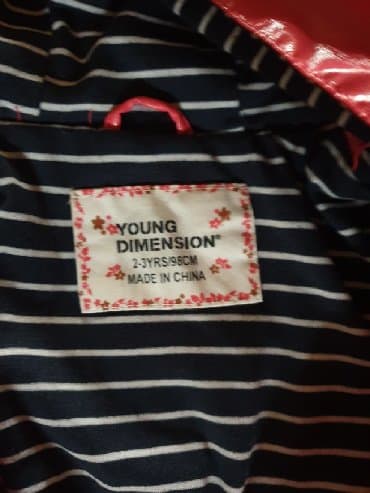 YOUNG
DIMENSION®
2-3YRS/98CM
MADE IN CHINA